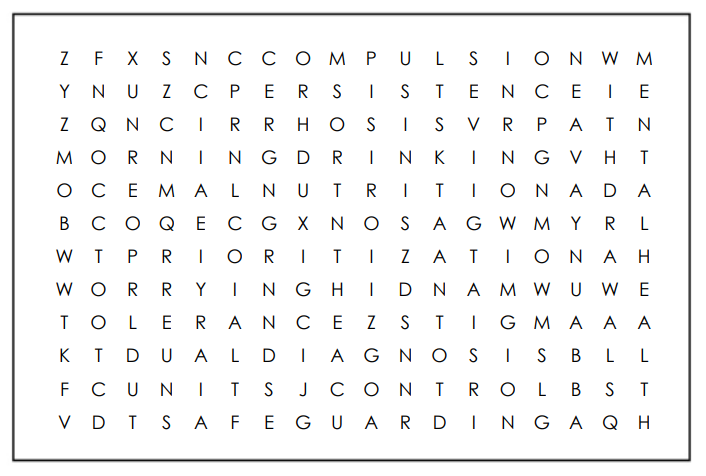 Z F X S N C C O M P U L S I O N W M
Y N U Z C P E R S I S T E N C E I E
Z Q N C I R R H O S I S V R P A T N
M O R N I N G D R I N K I N G V H T
O C E M A L N U T R I T I O N A D A
B C O Q E C G X N O S A G W M Y R L
W T P R I O R I T I Z A T I O N A H
W O R R Y I N G H I D N A M W U W E
T O L E R A N C E Z S T I G M A A A
K T D U A L D I A G N O S I S B L L
F C U N I T S J C O N T R O L B S T
V D T S A F E G U A R D I N G A Q H